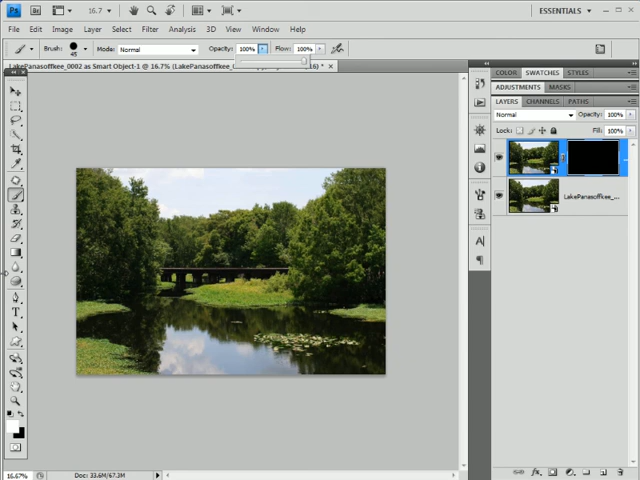 Ps Br 16.7 ESSENTIALS
File Edit Image Layer Select Filter Analysis 3D View Window Help
Brush: 45 Mode: Normal Opacity: 100% Flow: 100%
LakePanasoffkee_0002 as Smart Object-1 @ 16.7% (LakePanasoffkee_
COLOR SWATCHES STYLES
ADJUSTMENTS MASKS
LAYERS CHANNELS PATHS
Normal Opacity: 100%
Lock: Fill: 100%
LakePanasoffkee_...
16.67% Doc: 33.6M/67.3M